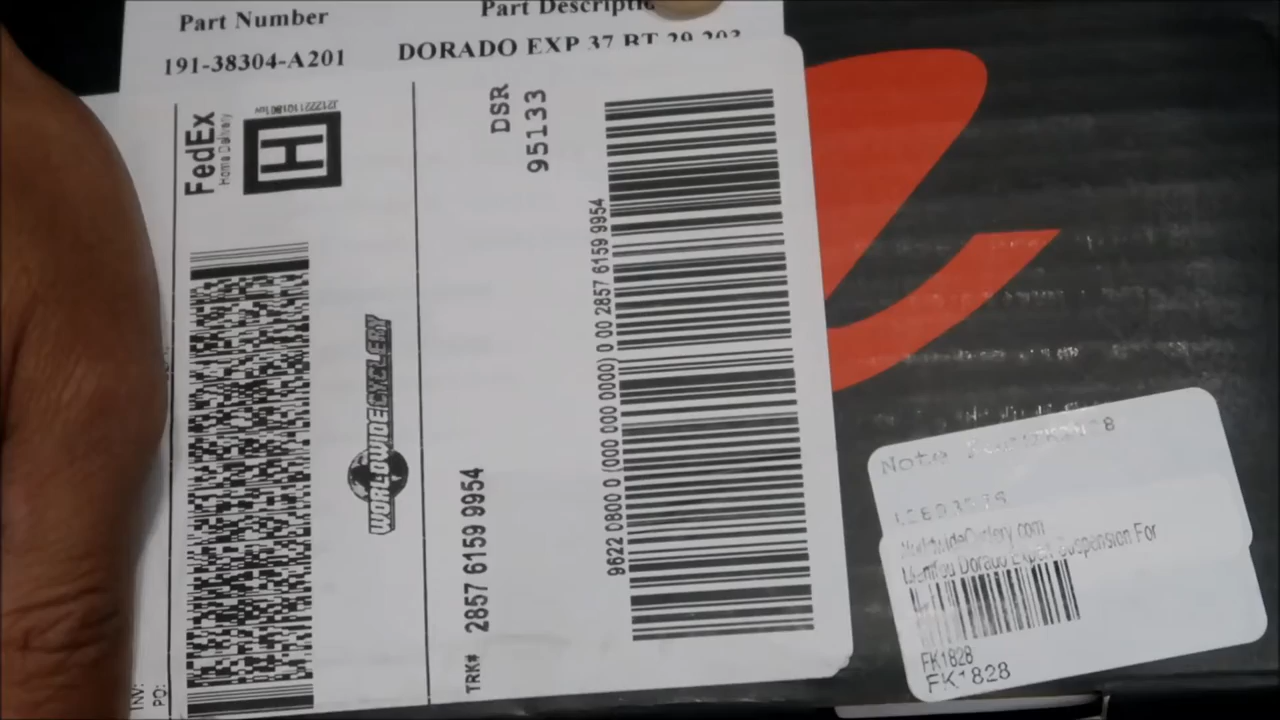 Part Number
191-38304-A201
Part Descriptio
DORADO EXP 37 BT 29 203
FedEx
Home Delivery
H
WORLDWIDECYCLERY
DSR
95133
TRK# 2857 6159 9954
9622 0800 0 (000 000 0000) 0 00 2857 6159 9954
INV:
PO:
Note
WorldwideCyclery.com
Manitou Dorado Expert Suspension For
FK1828
FK1828